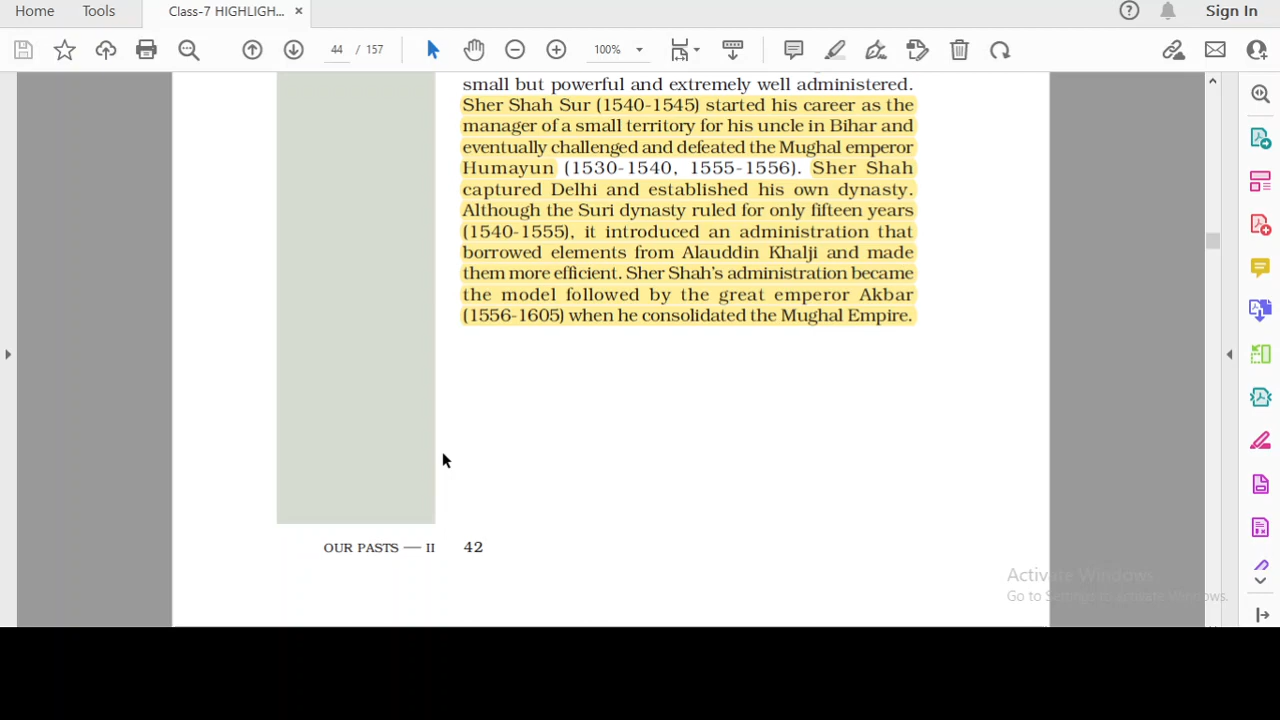 Home Tools Class-7 HIGHLIGH... × Sign In
44 / 157 100%
small but powerful and extremely well administered.
Sher Shah Sur (1540-1545) started his career as the
manager of a small territory for his uncle in Bihar and
eventually challenged and defeated the Mughal emperor
Humayun (1530-1540, 1555-1556). Sher Shah
captured Delhi and established his own dynasty.
Although the Suri dynasty ruled for only fifteen years
(1540-1555), it introduced an administration that
borrowed elements from Alauddin Khalji and made
them more efficient. Sher Shah's administration became
the model followed by the great emperor Akbar
(1556-1605) when he consolidated the Mughal Empire.
OUR PASTS — II 42
Activate Windows
Go to Settings to activate Windows.